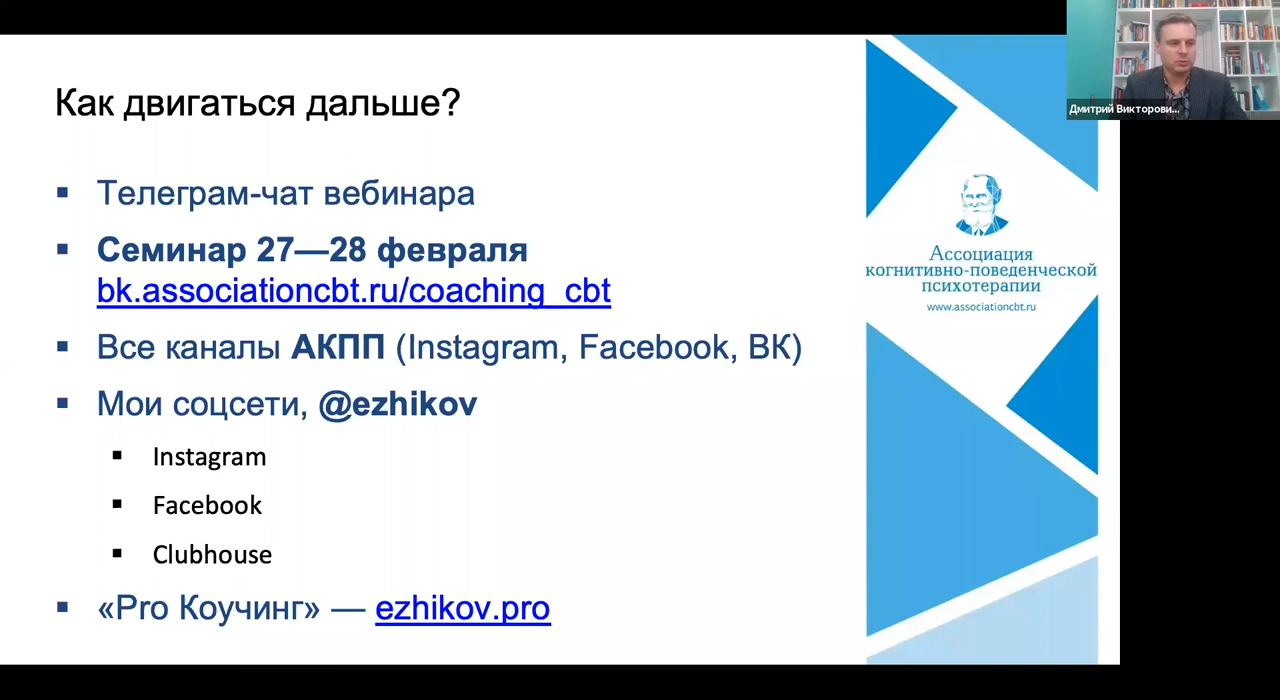 Как двигаться дальше?
Телеграм-чат вебинара
Семинар 27—28 февраля
bk.associationcbt.ru/coaching_cbt
Все каналы АКПП (Instagram, Facebook, ВК)
Мои соцсети, @ezhikov
Instagram
Facebook
Clubhouse
«Pro Коучинг» — ezhikov.pro
Ассоциация
когнитивно-поведенческой
психотерапии
www.associationcbt.ru
Дмитрий Викторови...